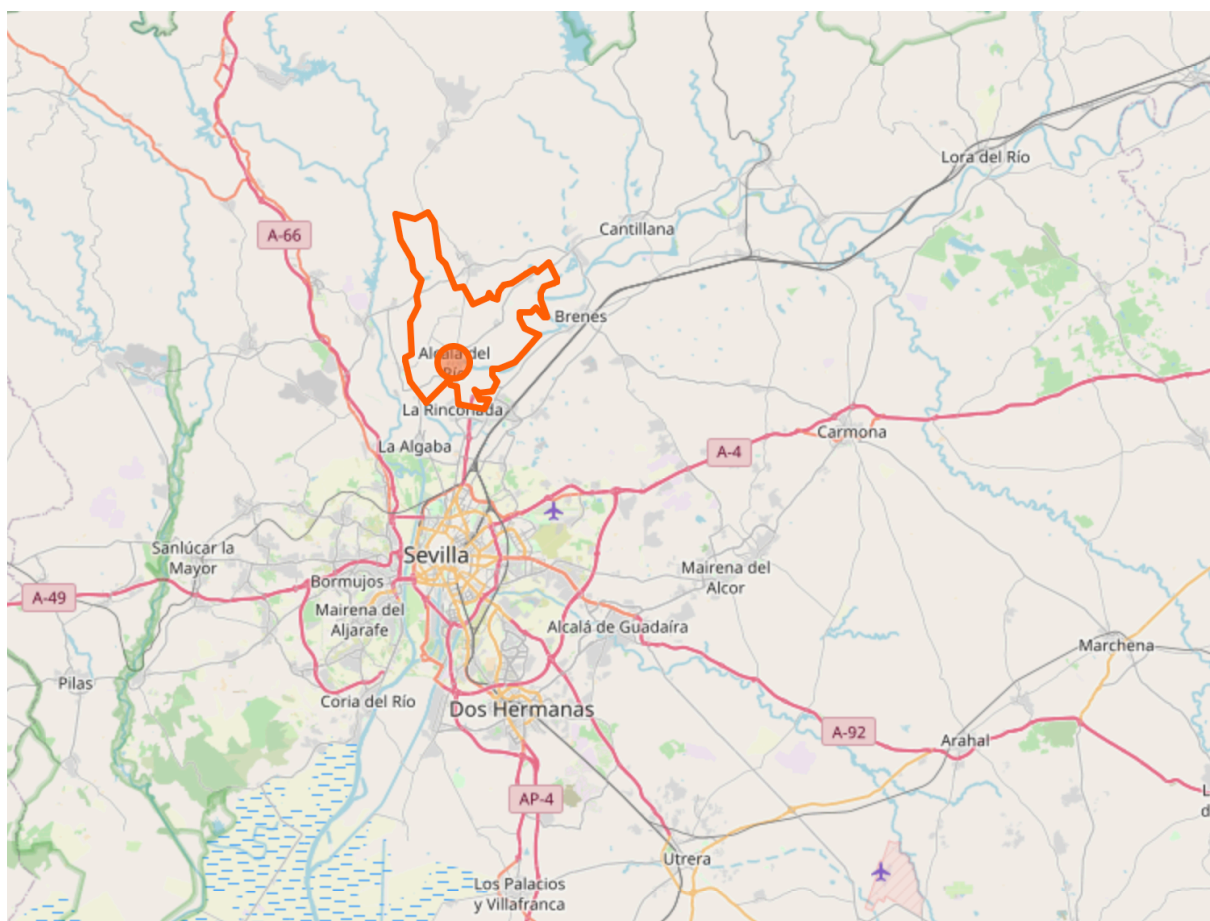 Lora del Río
Cantillana
A-66
Brenes
Alcalá del
Río
La Rinconada
Carmona
La Algaba
A-4
Sanlúcar la
Mayor
Sevilla
Mairena del
Alcor
Bormujos
A-49
Mairena del
Aljarafe
Alcalá de Guadaíra
Marchena
Pilas
Coria del Río
Dos Hermanas
A-92
Arahal
AP-4
Utrera
Los Palacios
y Villafranca